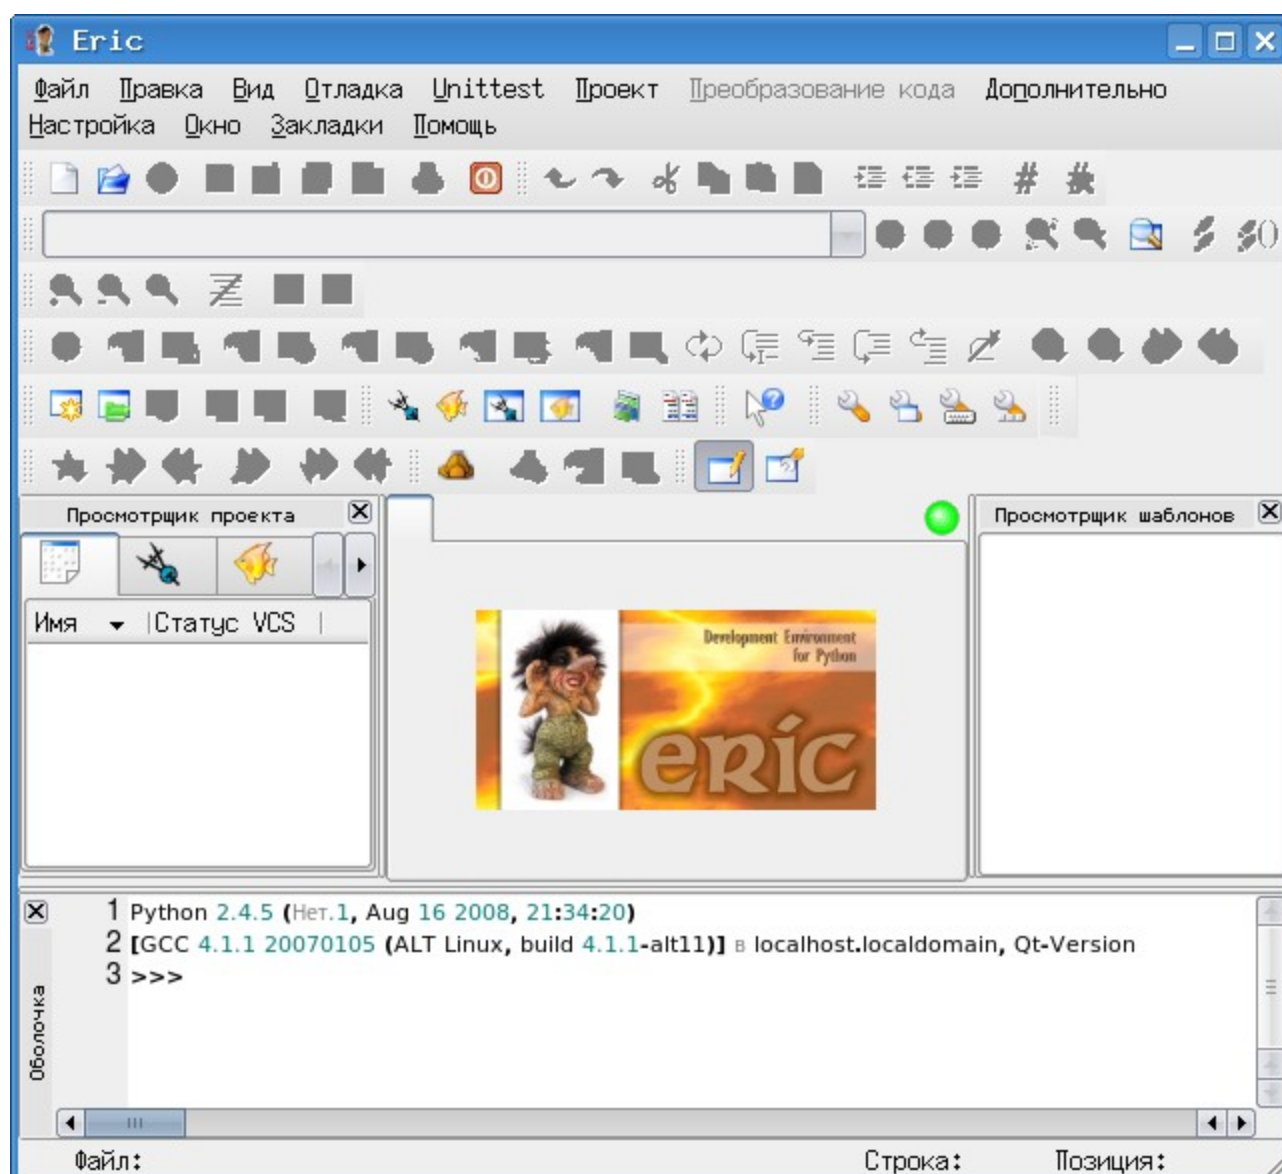 Eric
Файл Правка Вид Отладка Unittest Проект Преобразование кода Дополнительно
Настройка Окно Закладки Помощь
Просмотрщик проекта
Просмотрщик шаблонов
Имя Статус VCS
Development Environment
for Python
eric
1 Python 2.4.5 (Нет.1, Aug 16 2008, 21:34:20)
2 [GCC 4.1.1 20070105 (ALT Linux, build 4.1.1-alt11)] в localhost.localdomain, Qt-Version
3 >>>
Оболочка
Файл: Строка: Позиция: